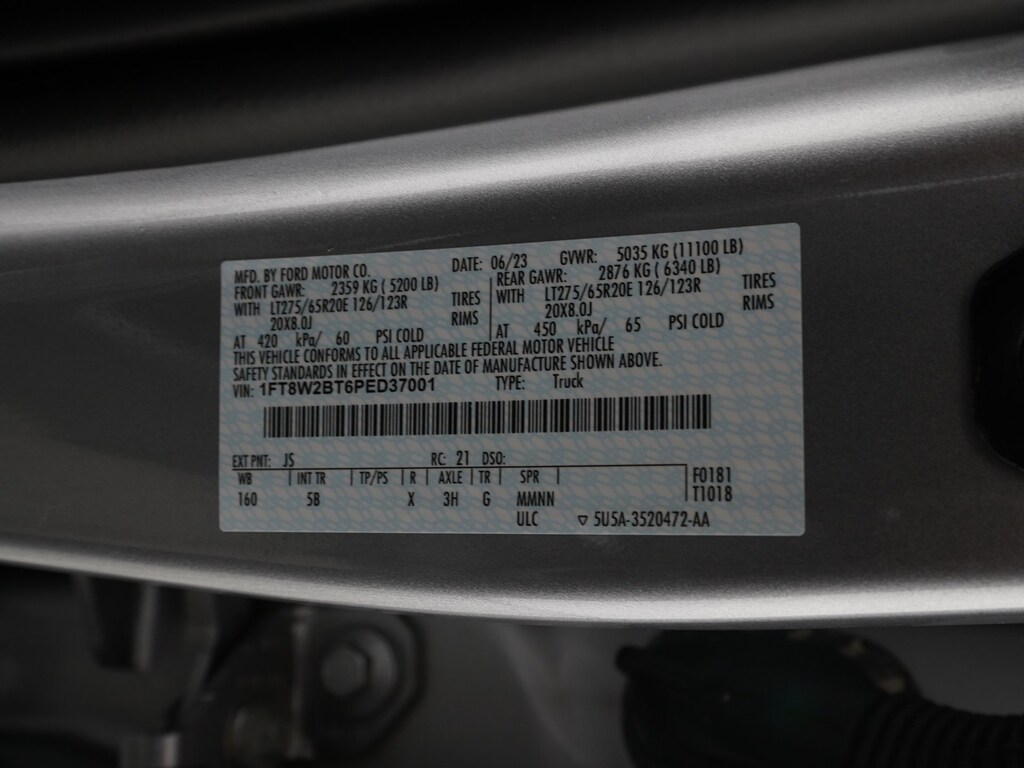 MFD. BY FORD MOTOR CO. DATE: 06/23 GVWR: 5035 KG (11100 LB)
FRONT GAWR: 2359 KG ( 5200 LB) REAR GAWR: 2876 KG ( 6340 LB)
WITH LT275/65R20E 126/123R TIRES WITH LT275/65R20E 126/123R TIRES
20X8.0J RIMS 20X8.0J RIMS
AT 420 kPa/ 60 PSI COLD AT 450 kPa/ 65 PSI COLD
THIS VEHICLE CONFORMS TO ALL APPLICABLE FEDERAL MOTOR VEHICLE
SAFETY STANDARDS IN EFFECT ON THE DATE OF MANUFACTURE SHOWN ABOVE.
VIN: 1FT8W2BT6PED37001 TYPE: Truck
EXT PNT: JS RC: 21 DSO:
WB | INT TR | TP/PS | R | AXLE | TR | SPR | F0181
160 5B X 3H G MMNN T1018
ULC ▽ 5U5A-3520472-AA